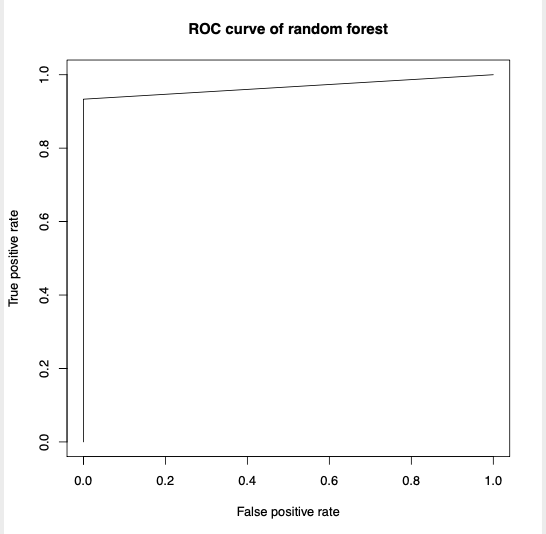 ROC curve of random forest
True positive rate
1.0
0.8
0.6
0.4
0.2
0.0
0.0 0.2 0.4 0.6 0.8 1.0
False positive rate